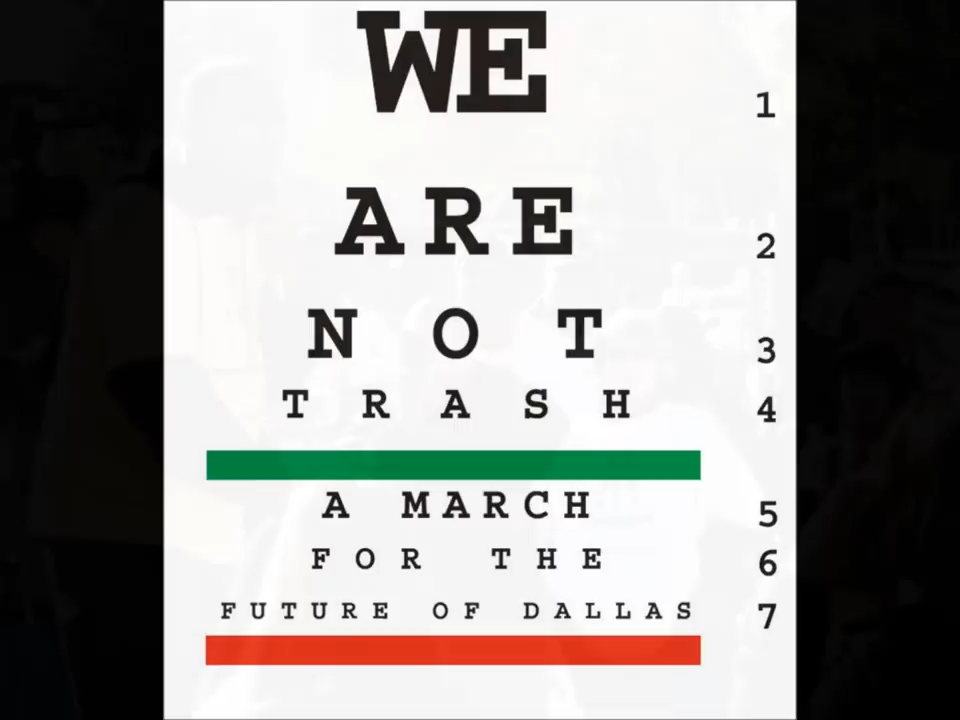 WE 1
ARE 2
NOT 3
TRASH 4
A MARCH 5
FOR THE 6
FUTURE OF DALLAS 7